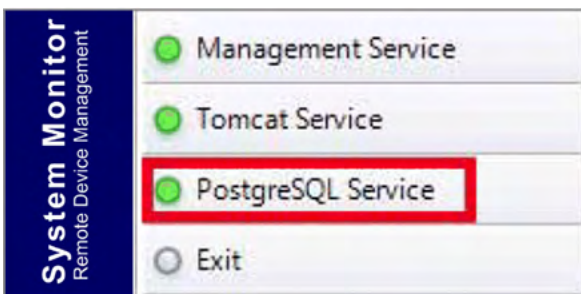 System Monitor
Remote Device Management
Management Service
Tomcat Service
PostgreSQL Service
Exit